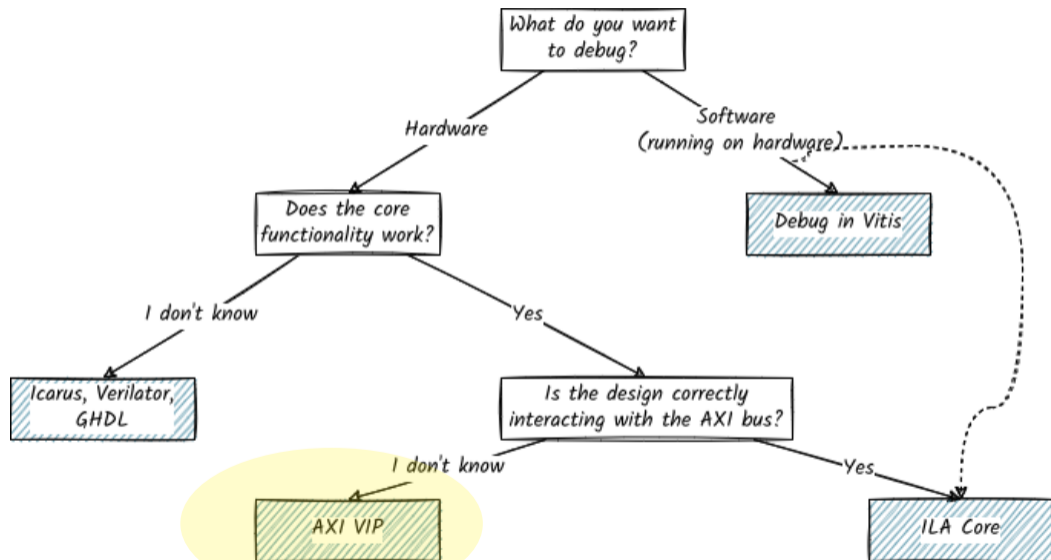 What do you want
to debug?
Hardware
Software
(running on hardware)
Does the core
functionality work?
Debug in Vitis
I don't know
Yes
Icarus, Verilator,
GHDL
Is the design correctly
interacting with the AXI bus?
I don't know
Yes
AXI VIP
ILA Core